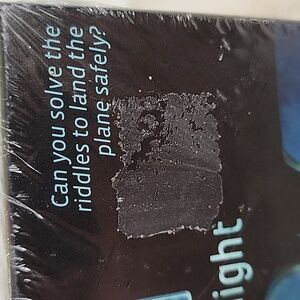 Can you solve the
riddles to land the
plane safely?
ight